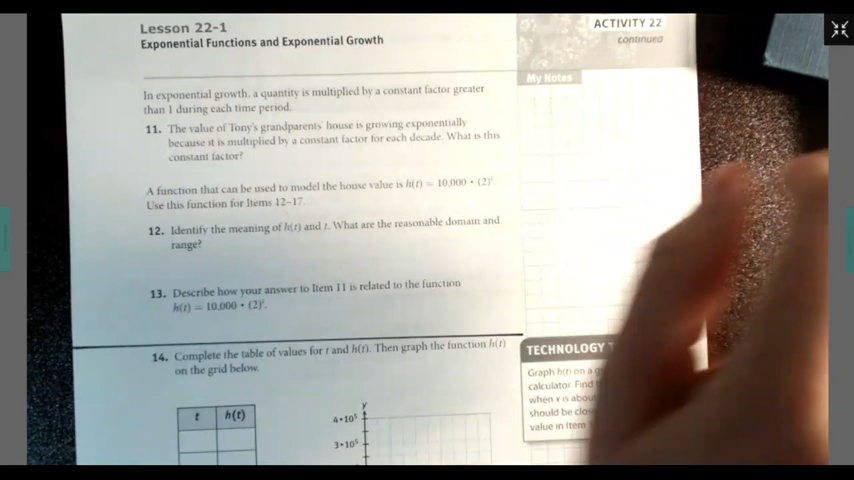 Lesson 22-1
Exponential Functions and Exponential Growth
ACTIVITY 22
continued
My Notes
In exponential growth, a quantity is multiplied by a constant factor greater
than 1 during each time period.
11. The value of Tony's grandparents' house is growing exponentially
because it is multiplied by a constant factor for each decade. What is this
constant factor?
A function that can be used to model the house value is h(t) = 10,000 • (2)ᵗ.
Use this function for Items 12–17.
12. Identify the meaning of h(t) and t. What are the reasonable domain and
range?
13. Describe how your answer to Item 11 is related to the function
h(t) = 10,000 • (2)ᵗ.
14. Complete the table of values for t and h(t). Then graph the function h(t)
on the grid below.
t h(t)
y
4•10⁵
3•10⁵
TECHNOLOGY
Graph h(t) on a
calculator. Find
when x is
should be
value in Item